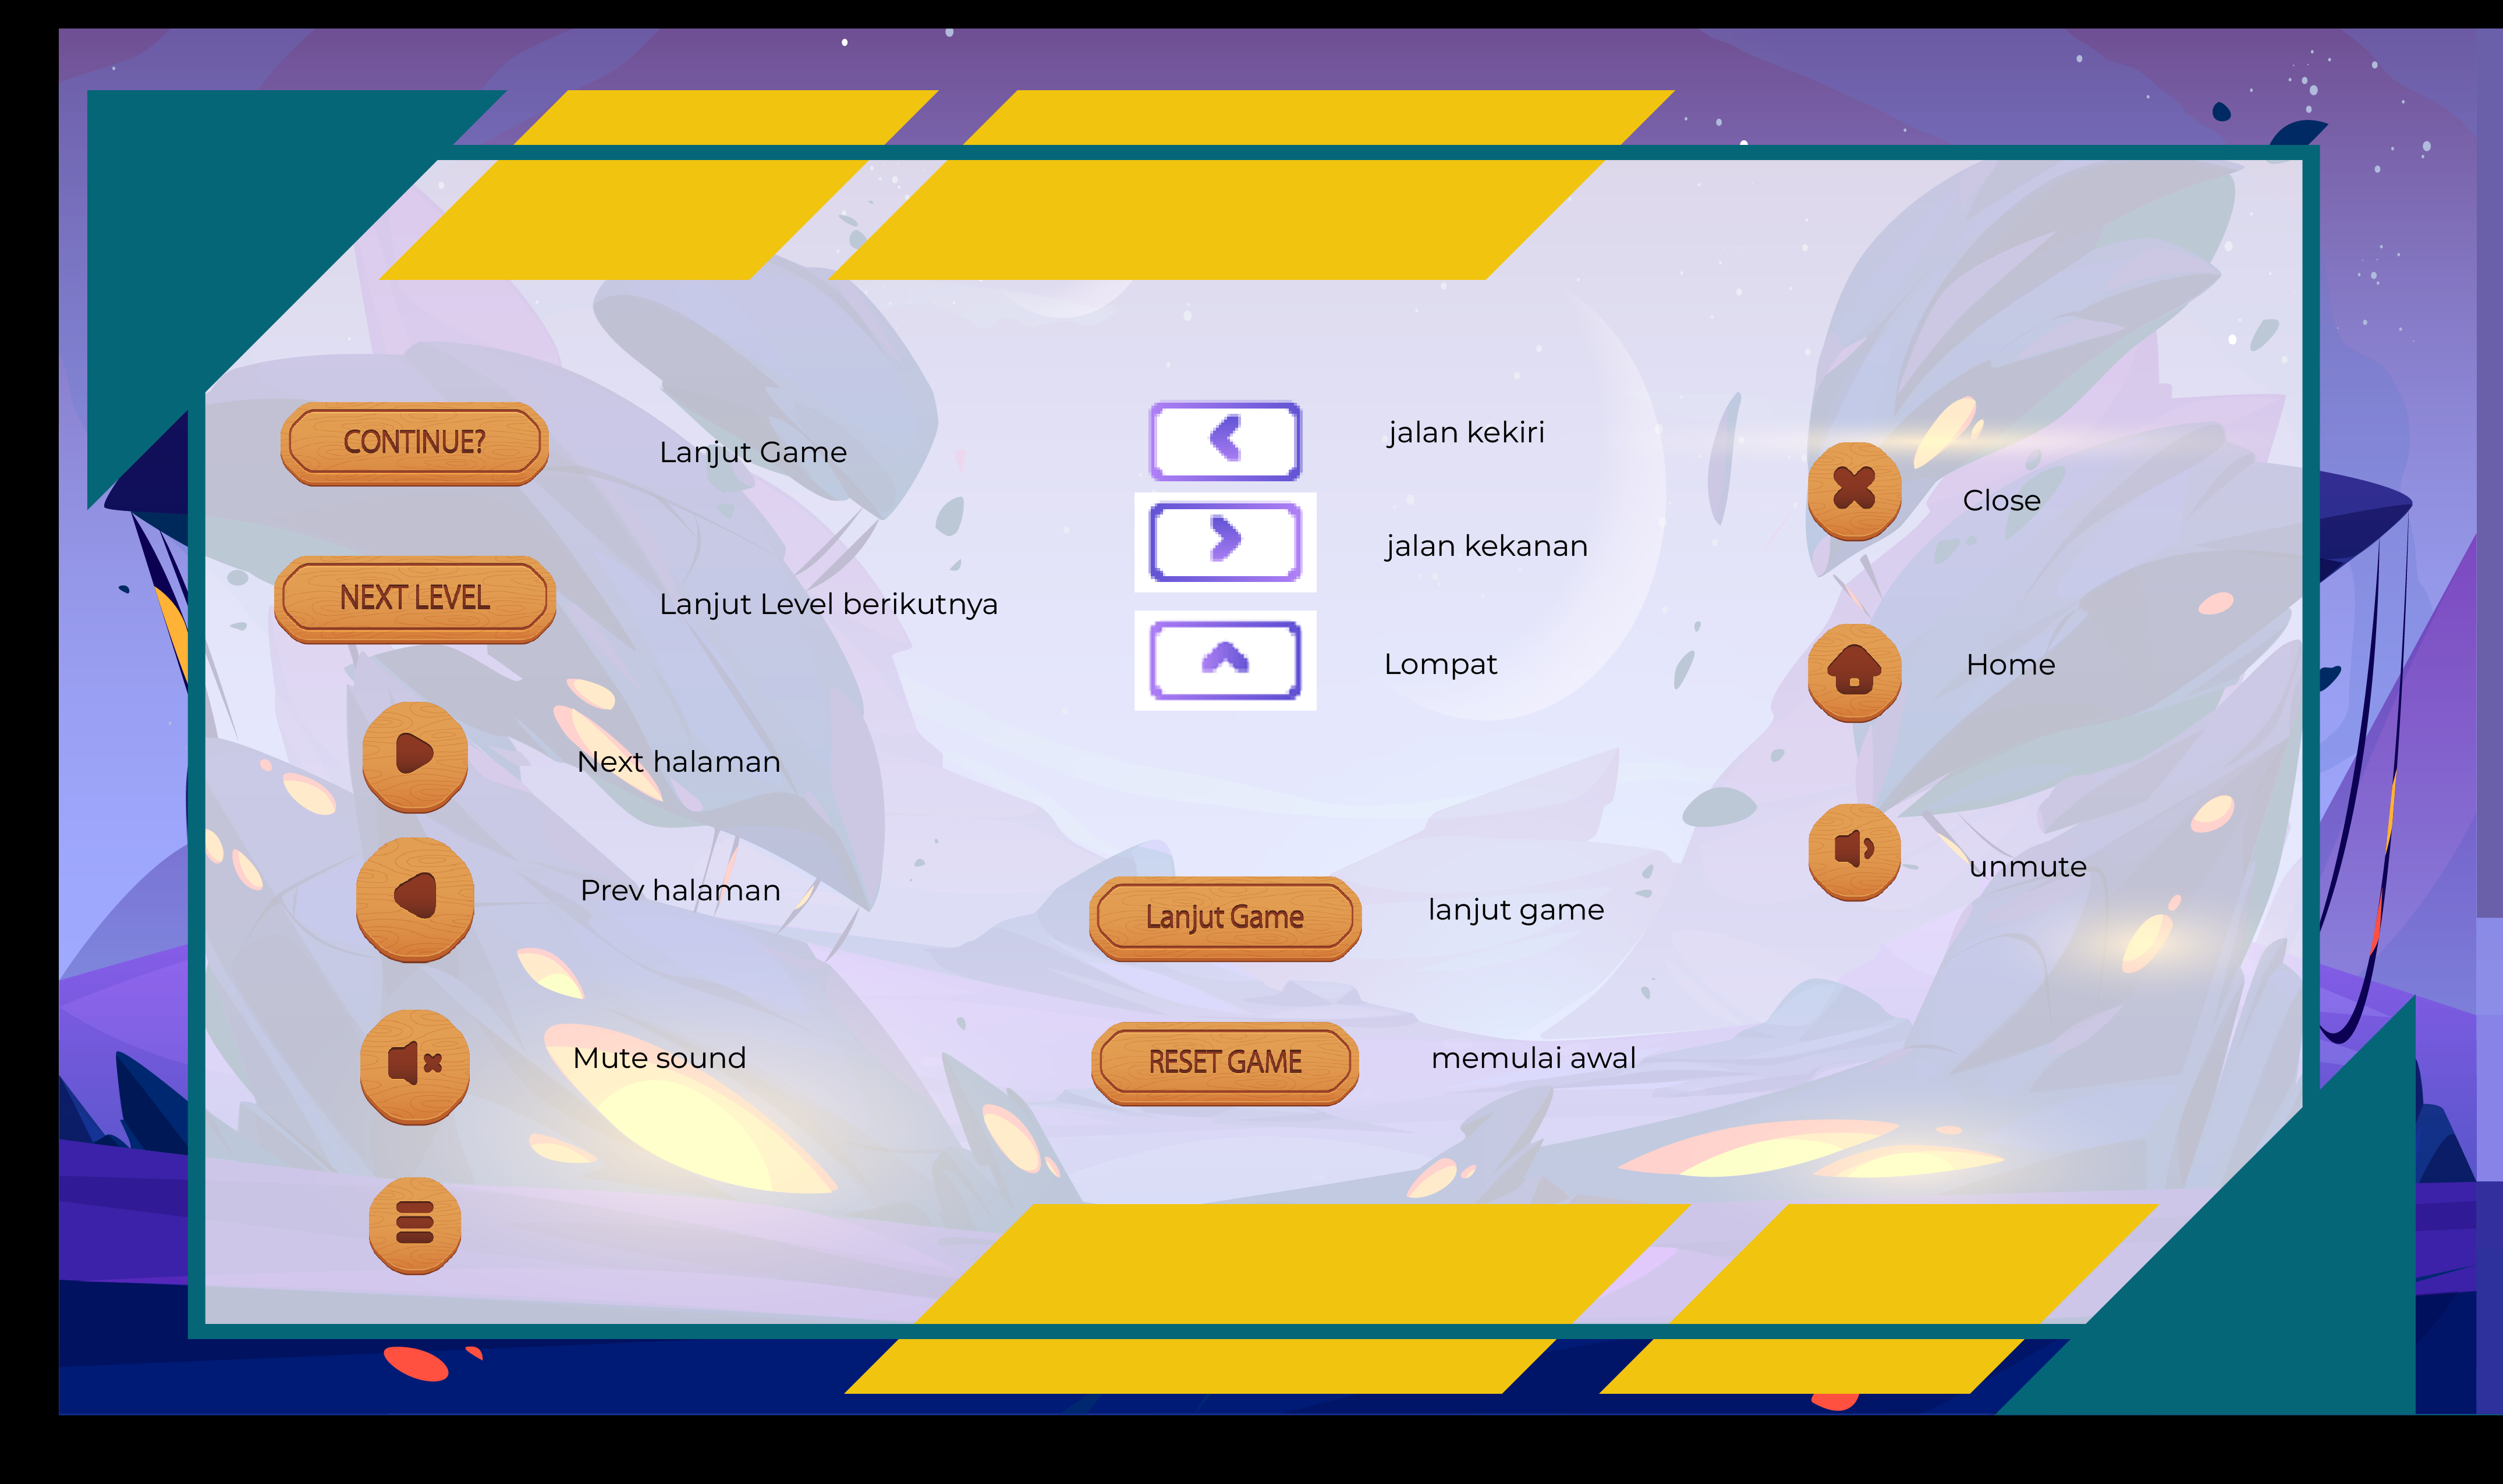 CONTINUE?
Lanjut Game
NEXT LEVEL
Lanjut Level berikutnya
Next halaman
Prev halaman
Mute sound
jalan kekiri
jalan kekanan
Lompat
Lanjut Game
lanjut game
RESET GAME
memulai awal
Close
Home
unmute